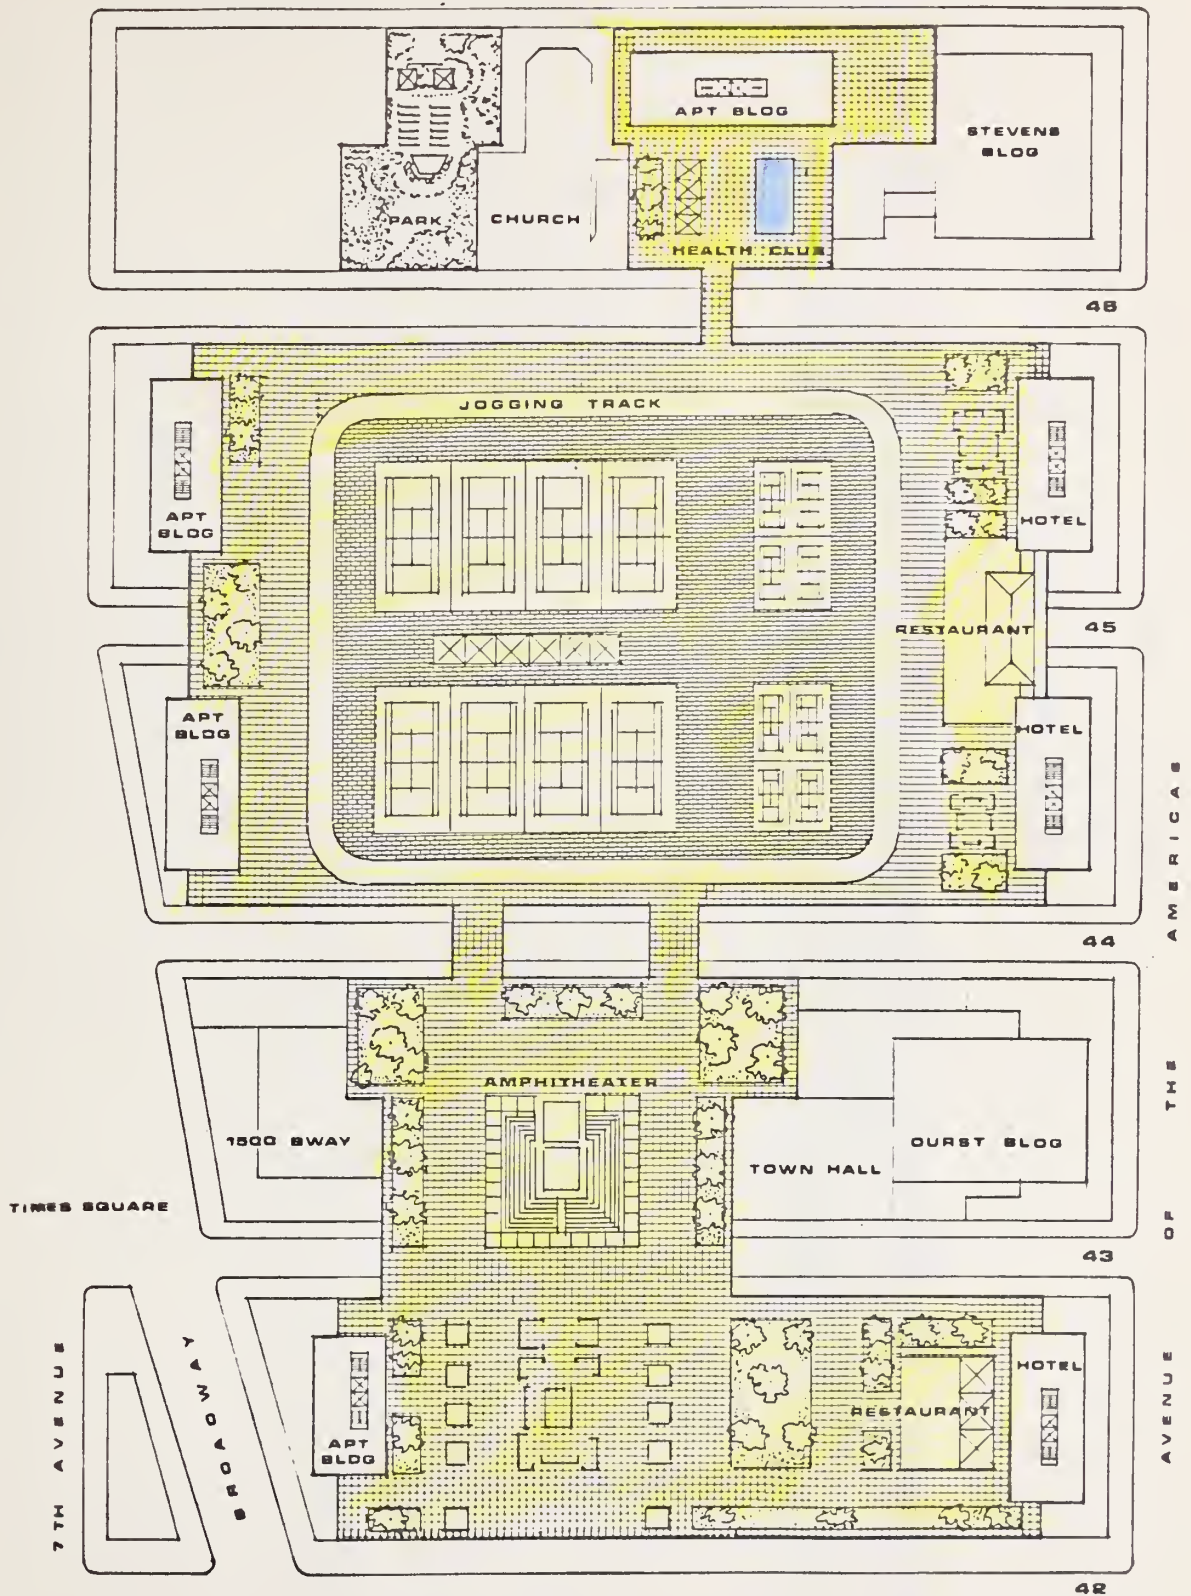 APT BLDG
STEVENS
BLDG
PARK
CHURCH
HEALTH CLUB
46
JOGGING TRACK
APT
BLDG
HOTEL
RESTAURANT
45
APT
BLDG
HOTEL
44
AMPHITHEATER
1500 BWAY
DURST BLDG
TOWN HALL
TIMES SQUARE
43
HOTEL
RESTAURANT
APT
BLDG
7TH AVENUE
BROADWAY
AVENUE OF THE AMERICAS
42